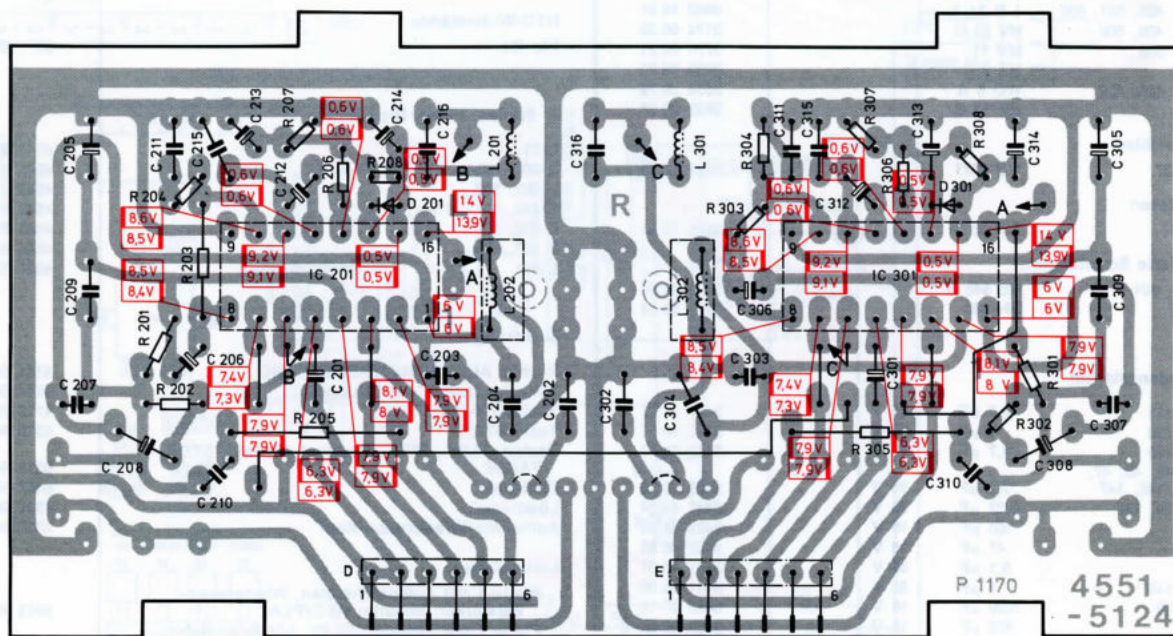 C 205
C 211
C 215
C 213
R 207
0,6V
0,6V
C 214
C 216
B
L 201
C 316
C
L 301
R 304
C 311
C 315
R 307
C 313
R 308
C 314
C 305
R 204
0,6V
0,6V
C 212
R 206
R 208
0,5V
0,5V
D 201
14V
13,9V
R
0,6V
0,6V
0,6V
0,6V
C 312
R 306
0,5V
0,5V
D 301
A
8,6V
8,5V
9
16
R 303
8,6V
8,5V
9
16
14V
13,9V
8,5V
8,4V
R 203
9,2V
9,1V
IC 201
0,5V
0,5V
A
L 202
L 302
9,2V
9,1V
IC 301
0,5V
0,5V
C 209
8
1
6V
6V
C 306
8
1
6V
6V
C 309
R 201
C 206
B
C 201
C 203
8,5V
8,4V
C 303
C
C 301
8,1V
8V
R 301
7,9V
7,9V
C 207
R 202
7,4V
7,3V
8,1V
8V
7,9V
7,9V
C 204
C 202
C 302
C 304
7,4V
7,3V
7,9V
7,9V
R 302
C 307
C 208
7,9V
7,9V
R 205
7,9V
7,9V
R 305
6,3V
6,3V
C 308
C 210
6,3V
6,3V
7,9V
7,9V
C 310
D
1
6
E
1
6
P. 1170
4551
-5124